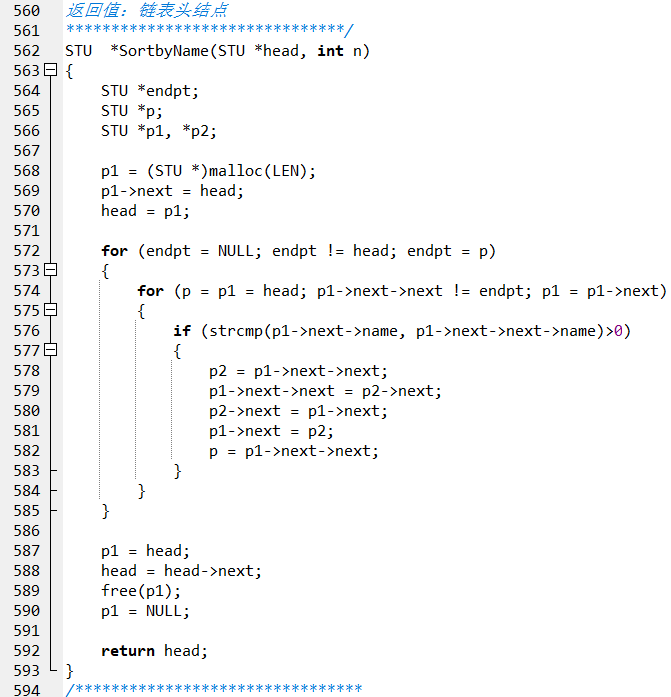 560 返回值：链表头结点
561 *******************************/
562 STU  *SortbyName(STU *head, int n)
563 {
564     STU *endpt;
565     STU *p;
566     STU *p1, *p2;
567
568     p1 = (STU *)malloc(LEN);
569     p1->next = head;
570     head = p1;
571
572     for (endpt = NULL; endpt != head; endpt = p)
573     {
574         for (p = p1 = head; p1->next->next != endpt; p1 = p1->next)
575         {
576             if (strcmp(p1->next->name, p1->next->next->name)>0)
577             {
578                 p2 = p1->next->next;
579                 p1->next->next = p2->next;
580                 p2->next = p1->next;
581                 p1->next = p2;
582                 p = p1->next->next;
583             }
584         }
585     }
586
587     p1 = head;
588     head = head->next;
589     free(p1);
590     p1 = NULL;
591
592     return head;
593 }
594 /********************************